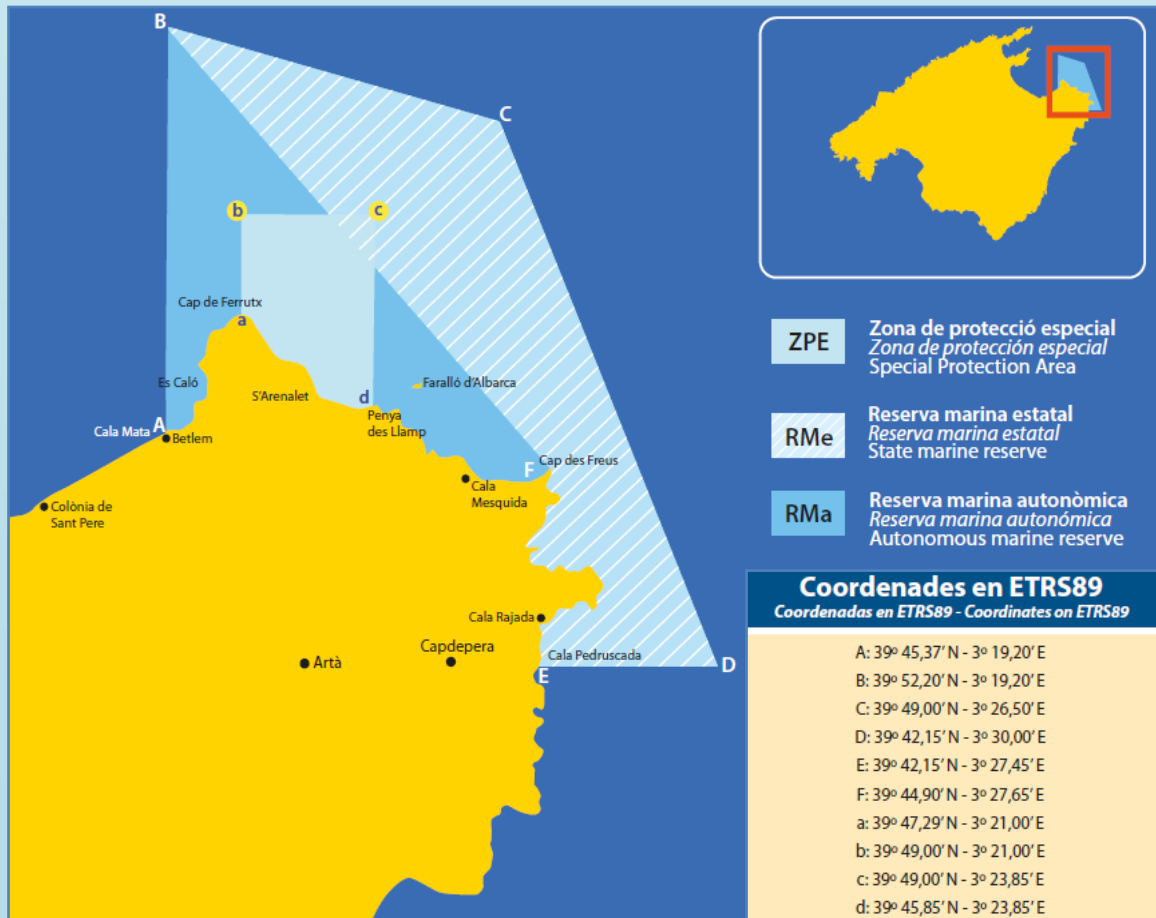 B
C
b
c
Cap de Ferrutx
a
Es Caló
S'Arenalet
d
Faralló d'Albarca
Penya
des Llamp
Cala Mata
A
Betlem
F
Cap des Freus
Cala
Mesquida
Colònia de
Sant Pere
Cala Rajada
Artà
Capdepera
Cala Pedruscada
E
D
ZPE
Zona de protecció especial
Zona de protección especial
Special Protection Area
RMe
Reserva marina estatal
Reserva marina estatal
State marine reserve
RMa
Reserva marina autonòmica
Reserva marina autonómica
Autonomous marine reserve
Coordenades en ETRS89
Coordenadas en ETRS89 - Coordinates on ETRS89
A: 39º 45,37' N - 3º 19,20' E
B: 39º 52,20' N - 3º 19,20' E
C: 39º 49,00' N - 3º 26,50' E
D: 39º 42,15' N - 3º 30,00' E
E: 39º 42,15' N - 3º 27,45' E
F: 39º 44,90' N - 3º 27,65' E
a: 39º 47,29' N - 3º 21,00' E
b: 39º 49,00' N - 3º 21,00' E
c: 39º 49,00' N - 3º 23,85' E
d: 39º 45,85' N - 3º 23,85' E